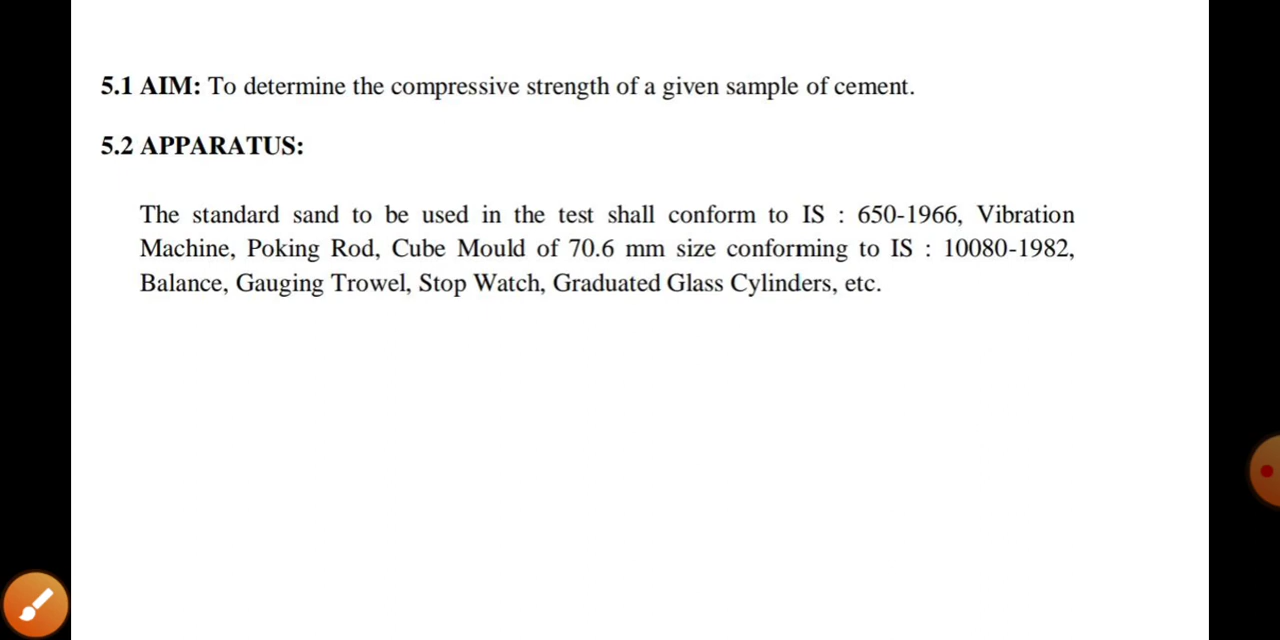 5.1 AIM: To determine the compressive strength of a given sample of cement.
5.2 APPARATUS:
The standard sand to be used in the test shall conform to IS : 650-1966, Vibration
Machine, Poking Rod, Cube Mould of 70.6 mm size conforming to IS : 10080-1982,
Balance, Gauging Trowel, Stop Watch, Graduated Glass Cylinders, etc.